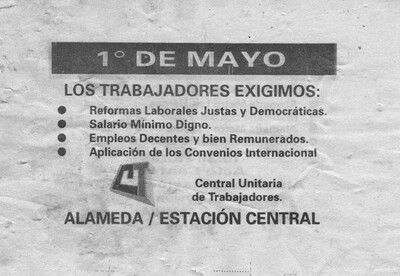 1° DE MAYO
LOS TRABAJADORES EXIGIMOS:
● Reformas Laborales Justas y Democráticas.
● Salario Mínimo Digno.
● Empleos Decentes y bien Remunerados.
● Aplicación de los Convenios Internacional
CUT
Central Unitaria
de Trabajadores.
ALAMEDA / ESTACIÓN CENTRAL